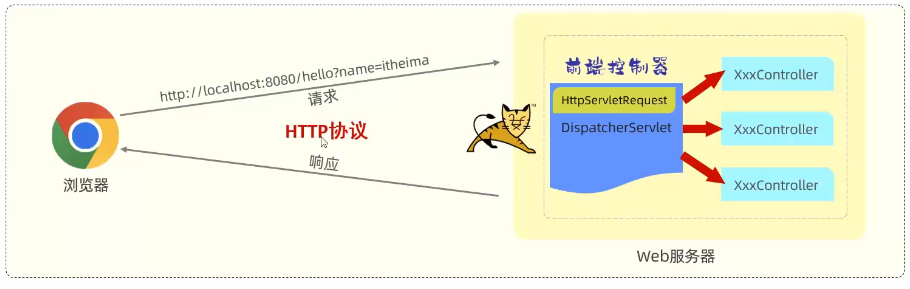 http://localhost:8080/hello?name=itheima
请求
HTTP协议
响应
浏览器
前端控制器
HttpServletRequest
DispatcherServlet
XxxController
XxxController
XxxController
TM
Web服务器